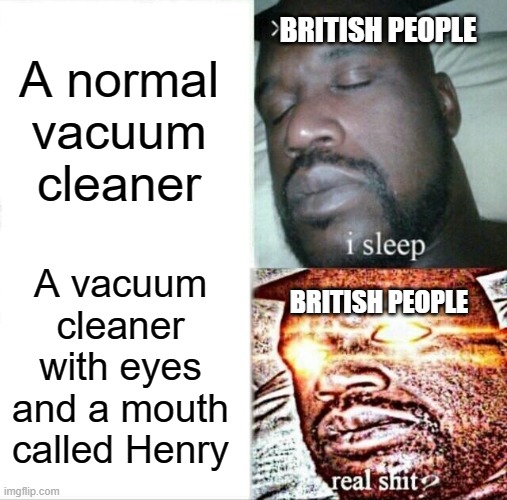 A normal
vacuum
cleaner
BRITISH PEOPLE
i sleep
A vacuum
cleaner
with eyes
and a mouth
called Henry
BRITISH PEOPLE
real shit?
imgflip.com